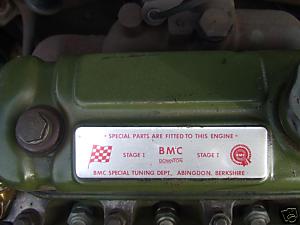 • SPECIAL PARTS ARE FITTED TO THIS ENGINE •
STAGE I BMC STAGE I
DOWNTON
BMC SPECIAL TUNING DEPT., ABINGDON, BERKSHIRE